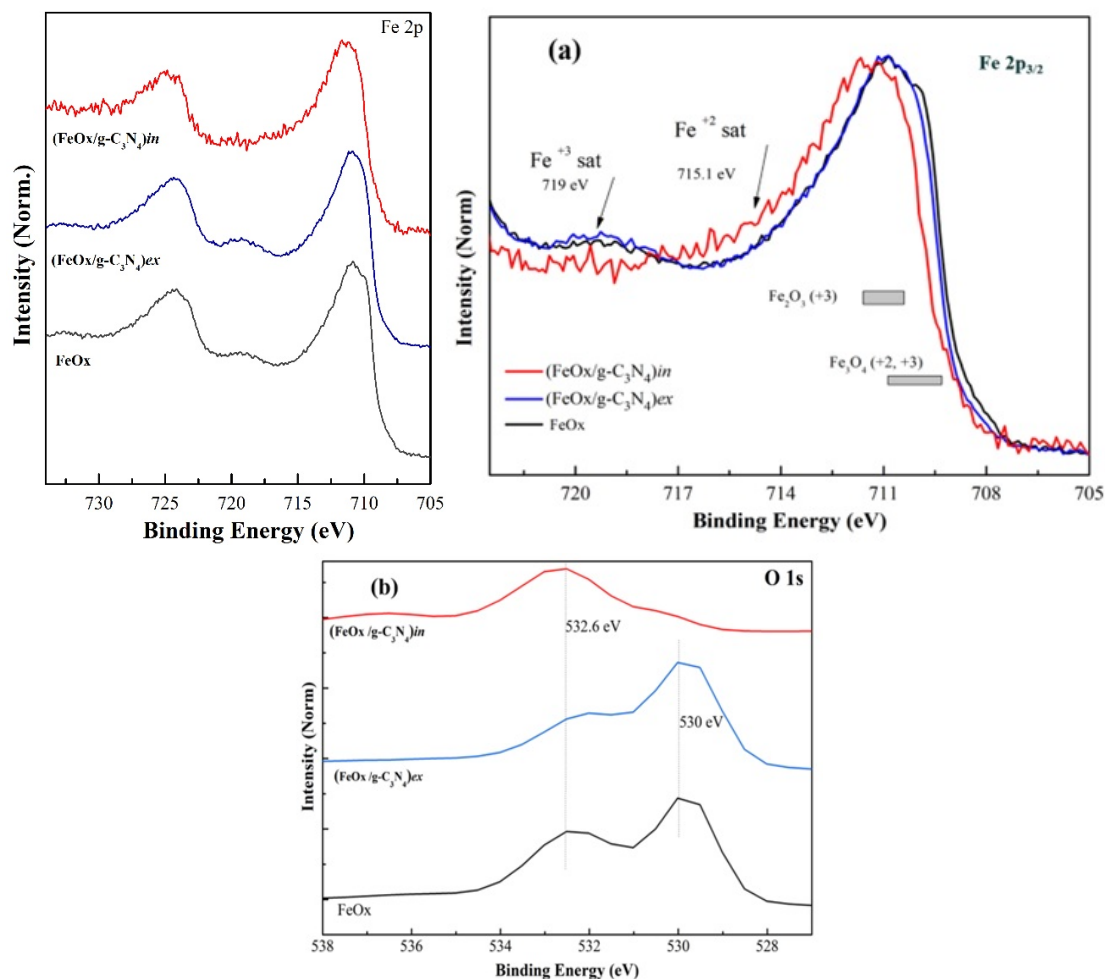 Fe 2p
(FeOx/g-C₃N₄)in
(FeOx/g-C₃N₄)ex
FeOx
Intensity (Norm.)
730 725 720 715 710 705
Binding Energy (eV)
(a)
Fe 2p₃/₂
Fe ⁺³ sat
719 eV
Fe ⁺² sat
715.1 eV
Fe₂O₃ (+3)
Fe₃O₄ (+2, +3)
(FeOx/g-C₃N₄)in
(FeOx/g-C₃N₄)ex
FeOx
Intensity (Norm)
720 717 714 711 708 705
Binding Energy (eV)
(b)
O 1s
(FeOx /g-C₃N₄)in
532.6 eV
530 eV
(FeOx /g-C₃N₄)ex
FeOx
Intensity (Norm)
538 536 534 532 530 528
Binding Energy (eV)